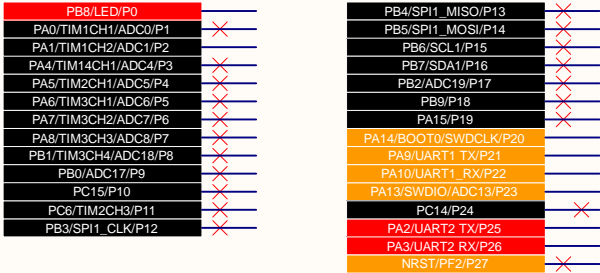 PB8/LED/P0
PA0/TIM1CH1/ADC0/P1
PA1/TIM1CH2/ADC1/P2
PA4/TIM14CH1/ADC4/P3
PA5/TIM2CH1/ADC5/P4
PA6/TIM3CH1/ADC6/P5
PA7/TIM3CH2/ADC7/P6
PA8/TIM3CH3/ADC8/P7
PB1/TIM3CH4/ADC18/P8
PB0/ADC17/P9
PC15/P10
PC6/TIM2CH3/P11
PB3/SPI1_CLK/P12
PB4/SPI1_MISO/P13
PB5/SPI1_MOSI/P14
PB6/SCL1/P15
PB7/SDA1/P16
PB2/ADC19/P17
PB9/P18
PA15/P19
PA14/BOOT0/SWDCLK/P20
PA9/UART1 TX/P21
PA10/UART1_RX/P22
PA13/SWDIO/ADC13/P23
PC14/P24
PA2/UART2 TX/P25
PA3/UART2 RX/P26
NRST/PF2/P27